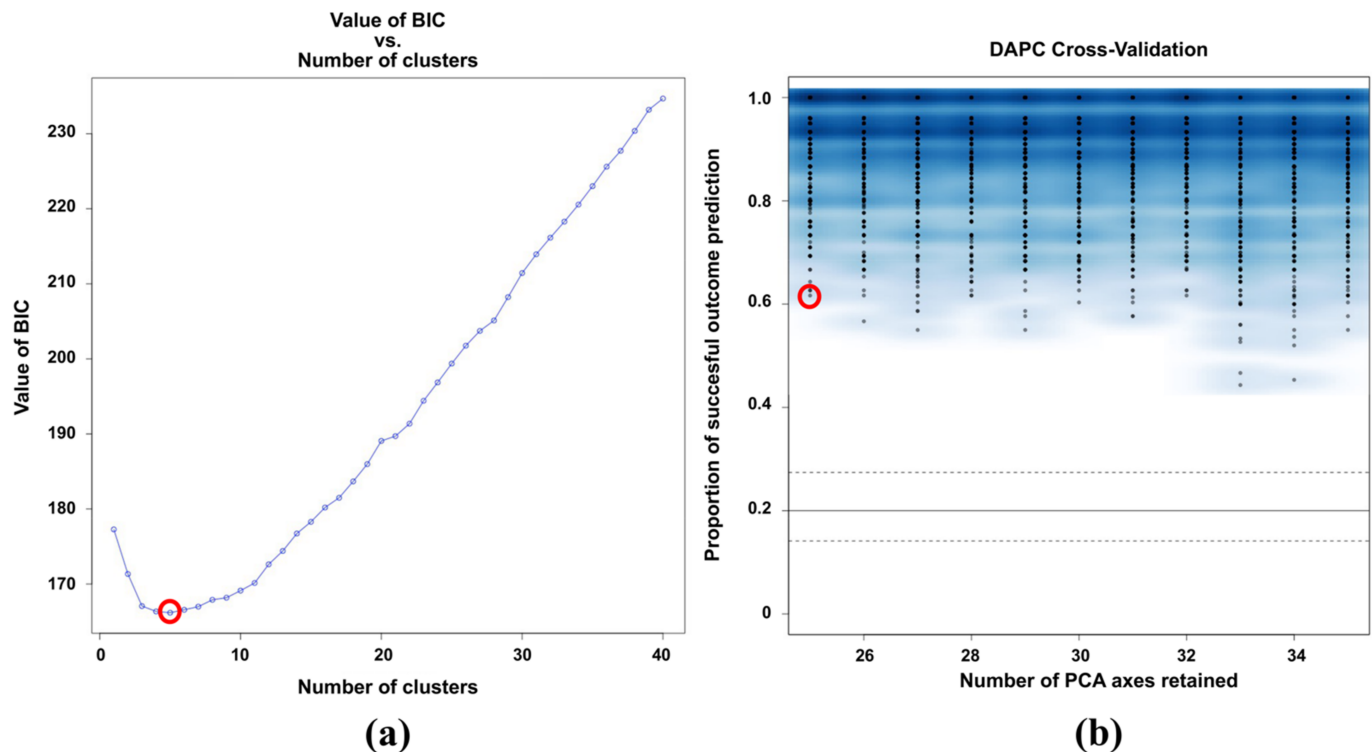 Value of BIC
vs.
Number of clusters
Value of BIC
230
220
210
200
190
180
170
0
10
20
30
40
Number of clusters
(a)
DAPC Cross-Validation
Proportion of succesful outcome prediction
1.0
0.8
0.6
0.4
0.2
0
26
28
30
32
34
Number of PCA axes retained
(b)